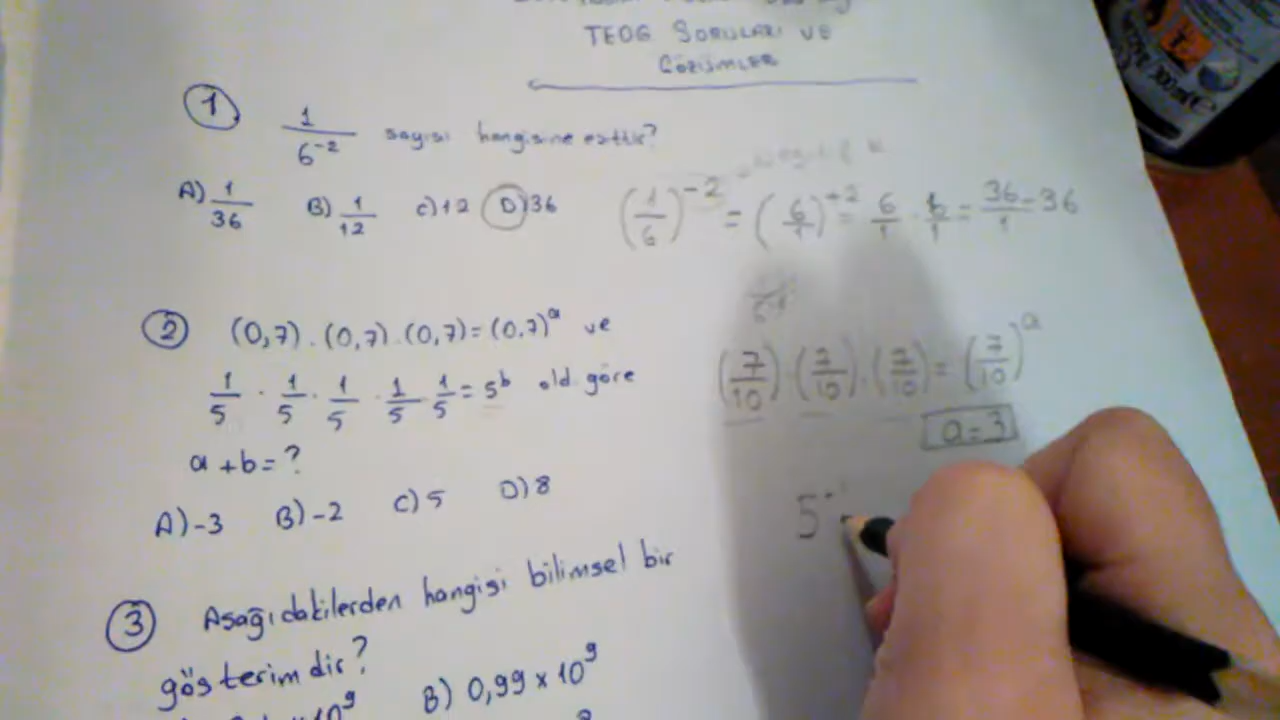 TEOG SORULARI VE
ÇÖZÜMLER
1 1/6⁻² sayısı hangisine eşittir?
A) 1/36 B) 1/12 C) 12 D) 36
(1/6)⁻² = (6/1)⁺² = 6/1 · 6/1 = 36/1 = 36
2 (0,7).(0,7).(0,7)=(0,7)ᵃ ve
1/5 · 1/5 · 1/5 · 1/5 · 1/5 = 5ᵇ old. göre
a+b=?
A) -3 B) -2 C) 5 D) 8
(7/10)·(7/10)·(7/10)=(7/10)ᵃ
a=3
5
3 Aşağıdakilerden hangisi bilimsel bir
gösterimdir?
B) 0,99 x 10⁹